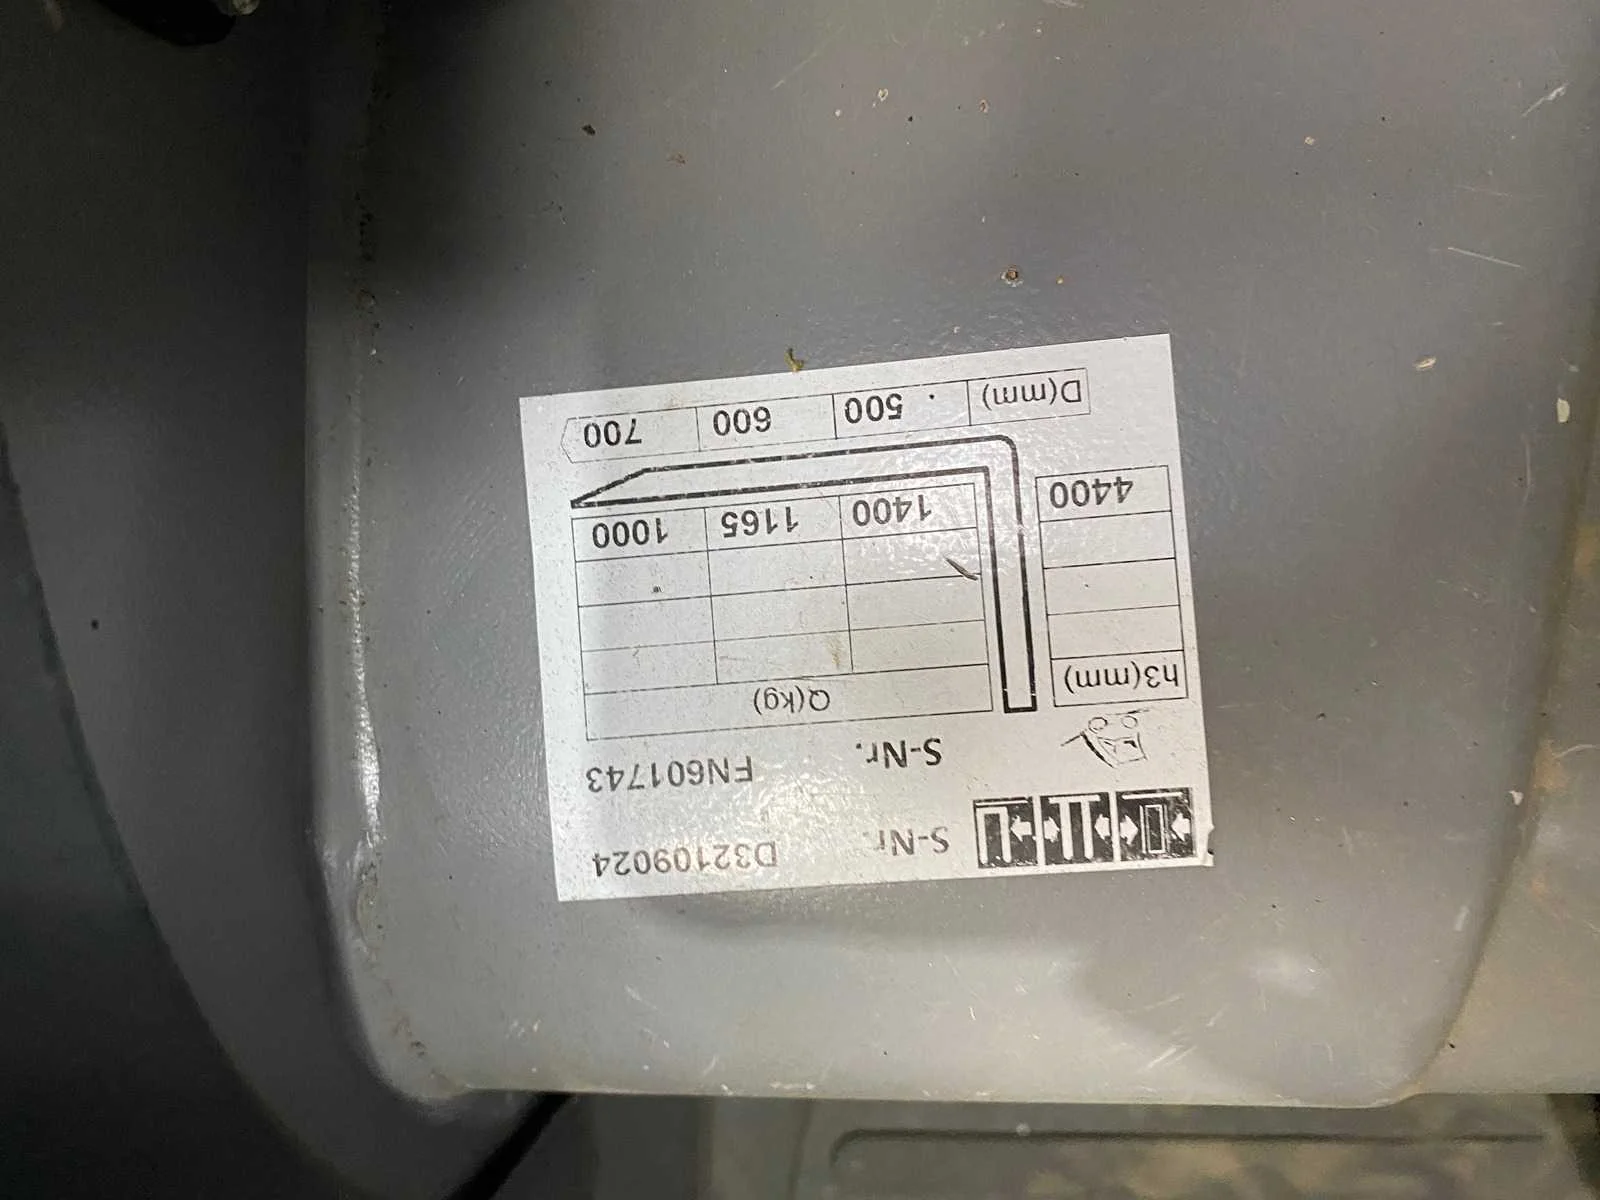 S-Nr. D32109024
S-Nr. FN601743
h3(mm) Q(kg)
4400 1400 1165 1000
D(mm) 500 600 700